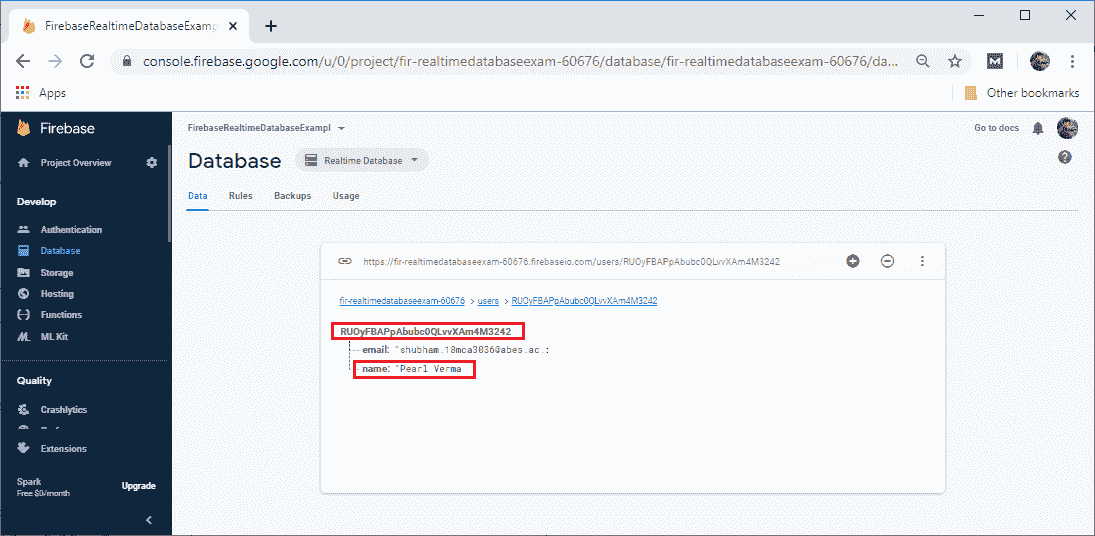 FirebaseRealtimeDatabaseExamp
console.firebase.google.com/u/0/project/fir-realtimedatabaseexam-60676/database/fir-realtimedatabaseexam-60676/da...
Apps
Other bookmarks
Firebase
FirebaseRealtimeDatabaseExampl
Go to docs
Project Overview
Database
Realtime Database
Data Rules Backups Usage
Develop
Authentication
Database
Storage
Hosting
Functions
ML Kit
https://fir-realtimedatabaseexam-60676.firebaseio.com/users/RUOyFBAPpAbubc0QLvvXAm4M3242
fir-realtimedatabaseexam-60676 > users > RUOyFBAPpAbubc0QLvvXAm4M3242
RUOyFBAPpAbubc0QLvvXAm4M3242
email: "shubham.18mca3036@abes.ac.:
name: "Pearl Verma
Quality
Crashlytics
Extensions
Spark
Free $0/month
Upgrade